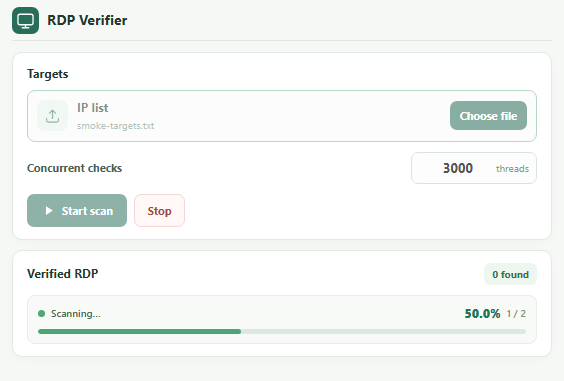 RDP Verifier
Targets
IP list
smoke-targets.txt
Choose file
Concurrent checks
3000 threads
Start scan
Stop
Verified RDP
0 found
Scanning...
50.0% 1 / 2